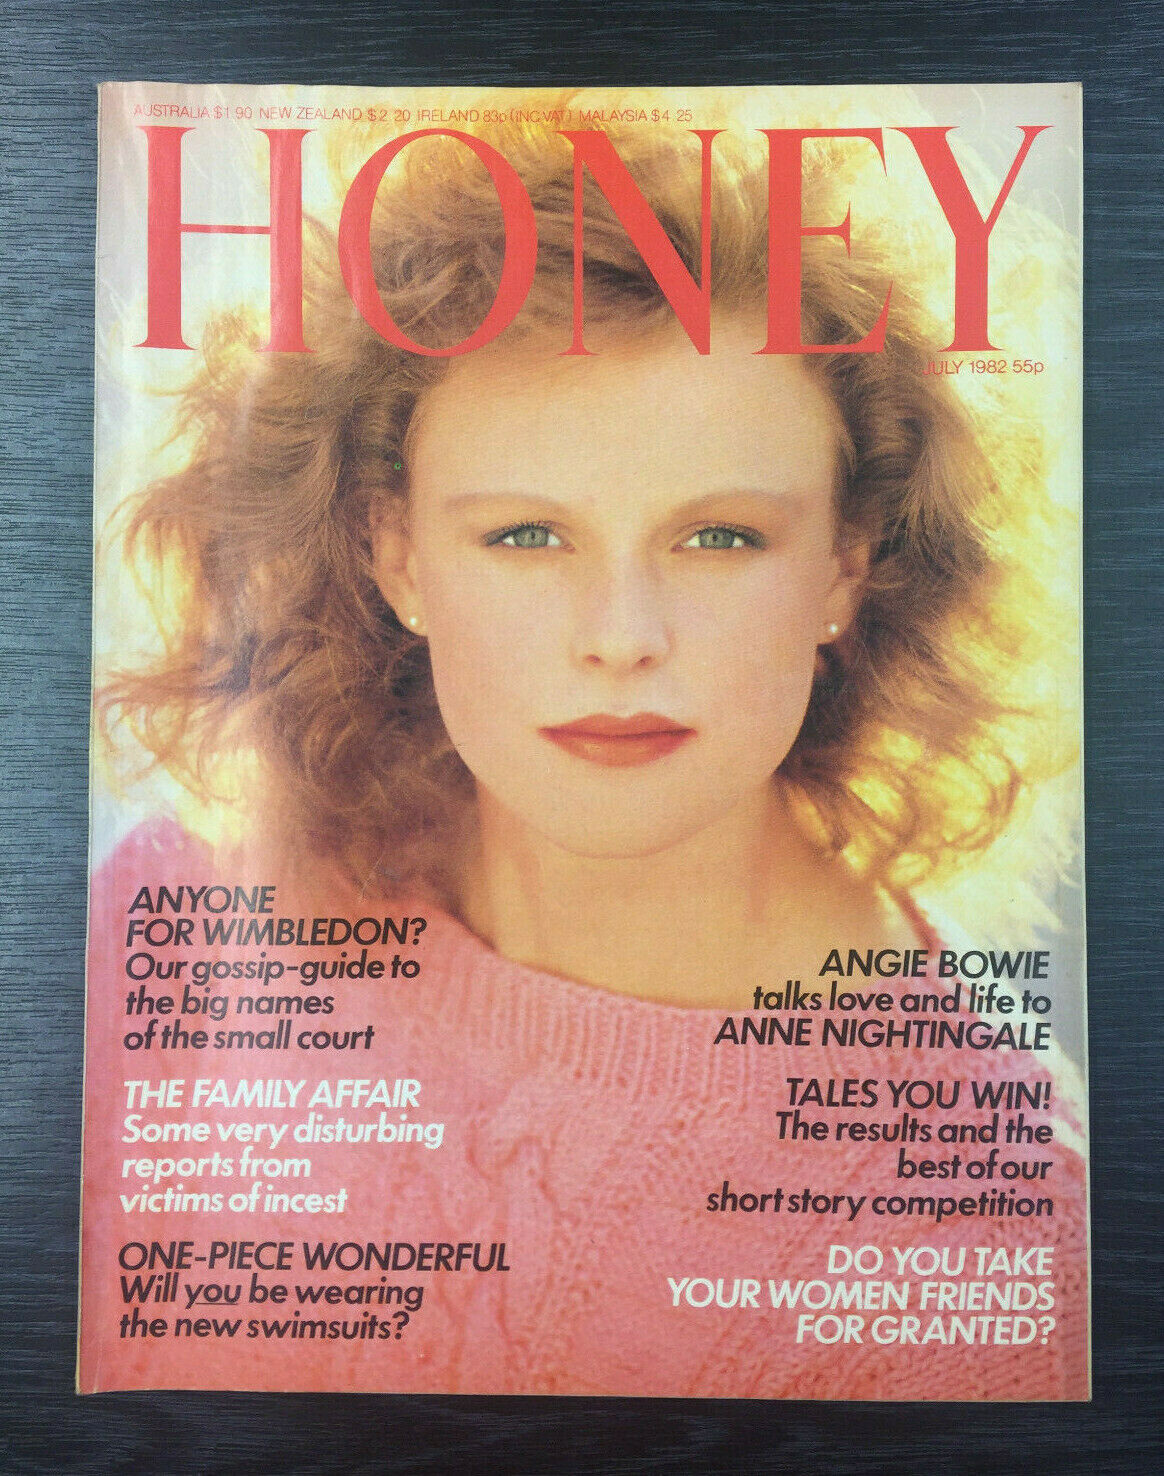 AUSTRALIA $1 90 NEW ZEALAND $2 20 IRELAND 83p (INC VAT) MALAYSIA $4 25
HONEY
JULY 1982 55p
ANYONE
FOR WIMBLEDON?
Our gossip-guide to
the big names
of the small court
THE FAMILY AFFAIR
Some very disturbing
reports from
victims of incest
ONE-PIECE WONDERFUL
Will you be wearing
the new swimsuits?
ANGIE BOWIE
talks love and life to
ANNE NIGHTINGALE
TALES YOU WIN!
The results and the
best of our
short story competition
DO YOU TAKE
YOUR WOMEN FRIENDS
FOR GRANTED?